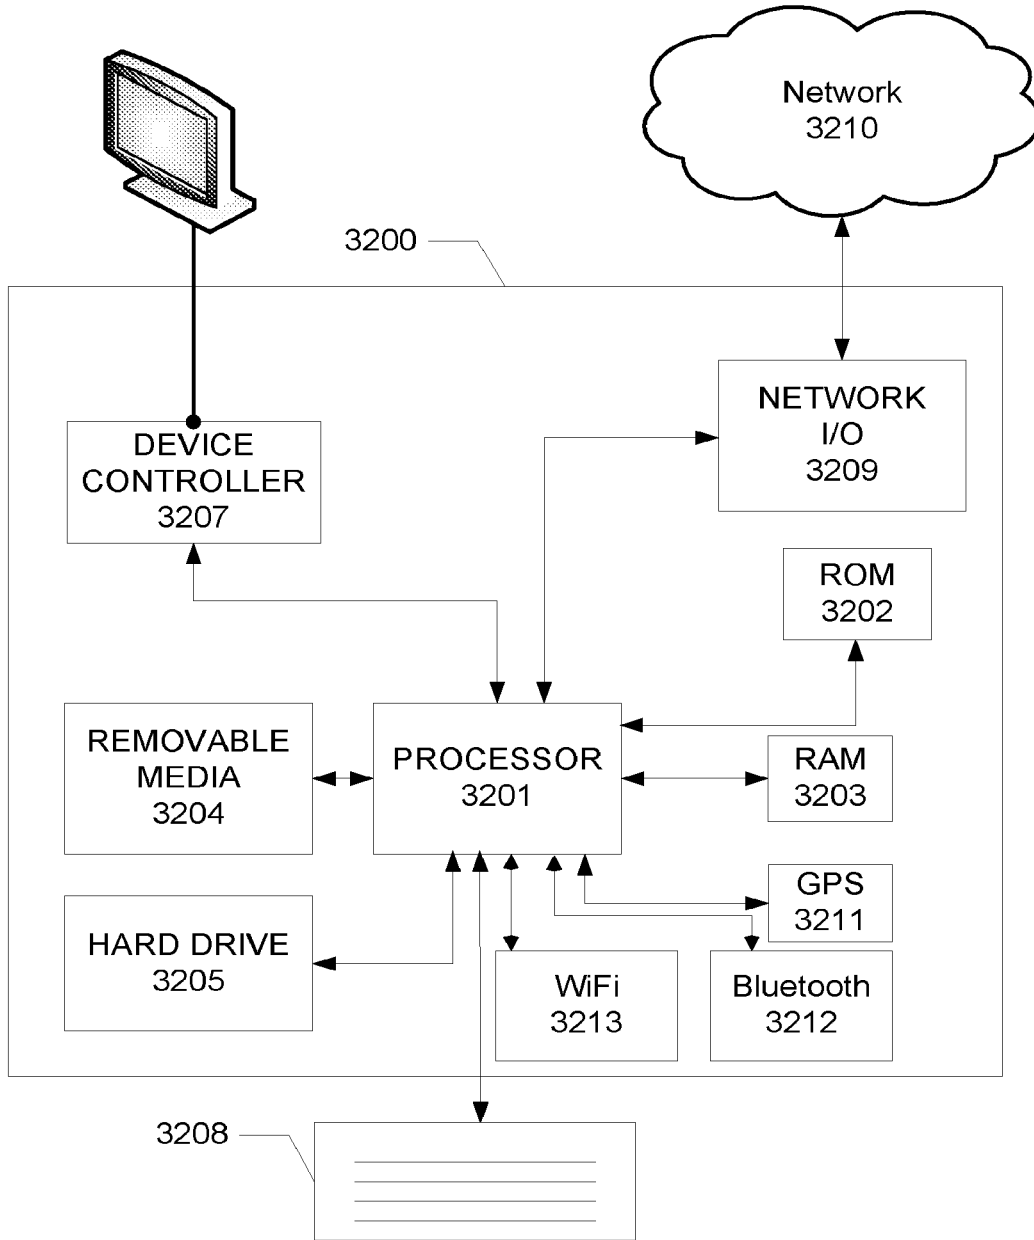 Network
3210
3200
NETWORK
I/O
3209
DEVICE
CONTROLLER
3207
ROM
3202
REMOVABLE
MEDIA
3204
PROCESSOR
3201
RAM
3203
GPS
3211
HARD DRIVE
3205
WiFi
3213
Bluetooth
3212
3208